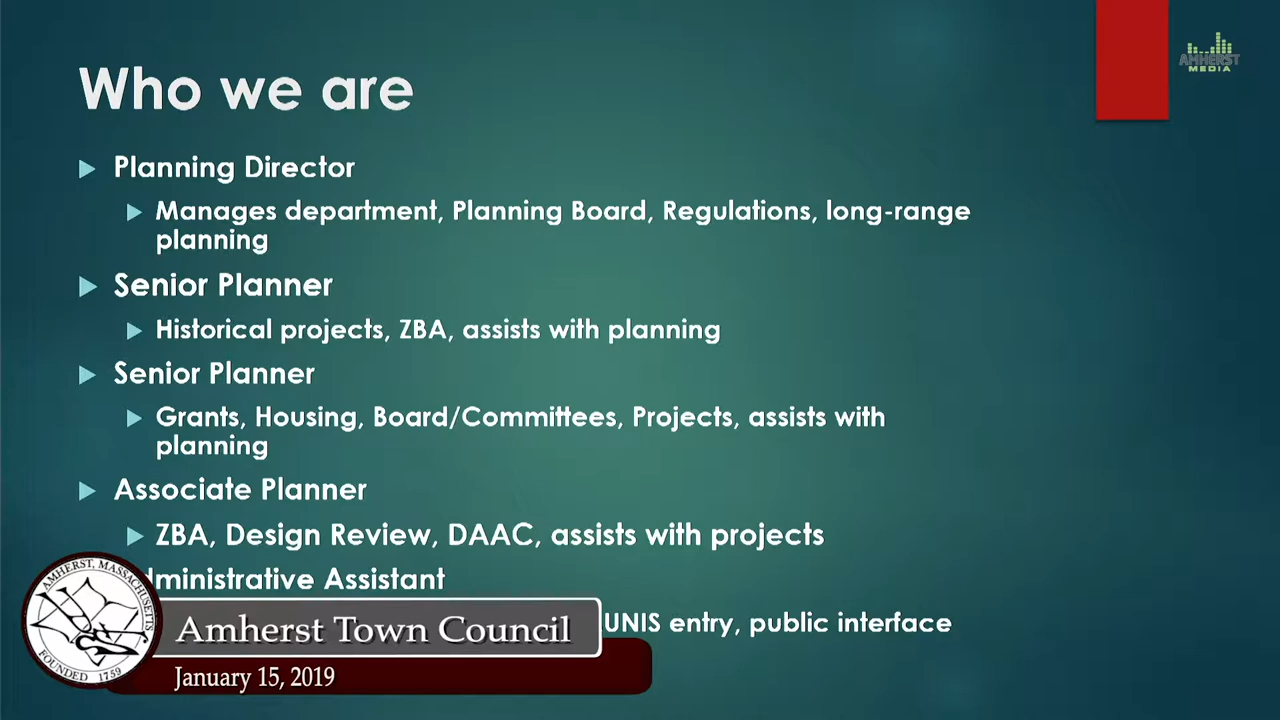 Who we are
AMHERST
MEDIA
Planning Director
Manages department, Planning Board, Regulations, long-range
planning
Senior Planner
Historical projects, ZBA, assists with planning
Senior Planner
Grants, Housing, Board/Committees, Projects, assists with
planning
Associate Planner
ZBA, Design Review, DAAC, assists with projects
dministrative Assistant
UNIS entry, public interface
AMHERST, MASSACHUSETTS
FOUNDED 1759
Amherst Town Council
January 15, 2019